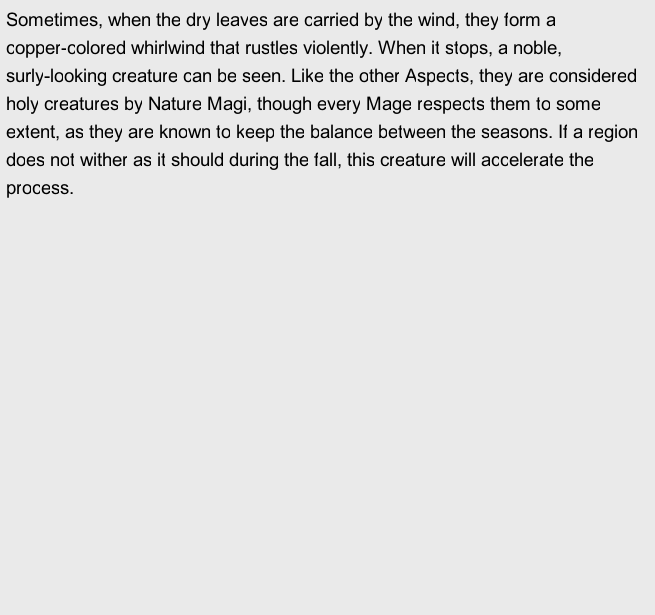 Sometimes, when the dry leaves are carried by the wind, they form a
copper-colored whirlwind that rustles violently. When it stops, a noble,
surly-looking creature can be seen. Like the other Aspects, they are considered
holy creatures by Nature Magi, though every Mage respects them to some
extent, as they are known to keep the balance between the seasons. If a region
does not wither as it should during the fall, this creature will accelerate the
process.